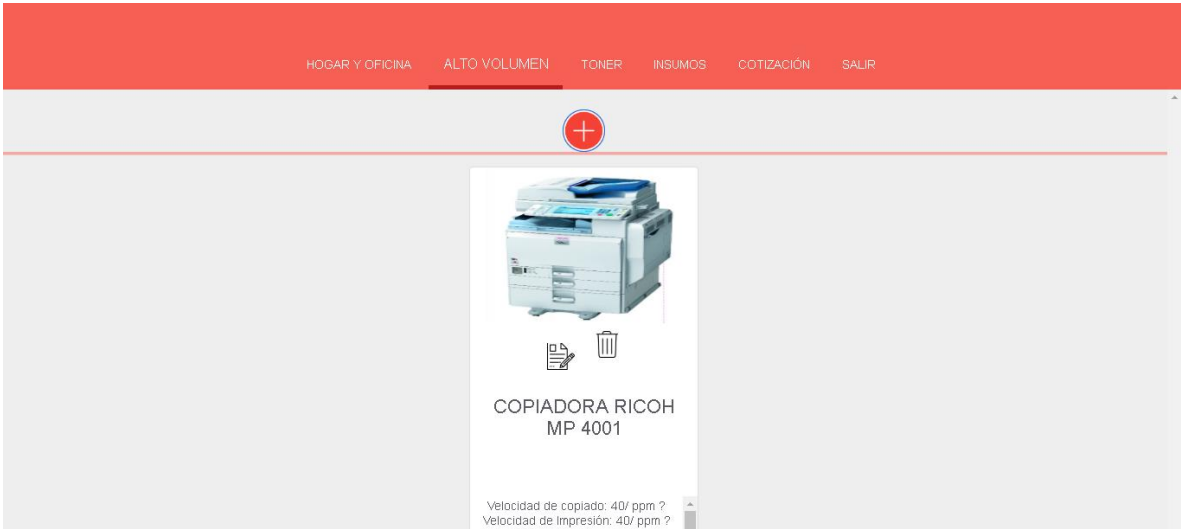 HOGAR Y OFICINA ALTO VOLUMEN TONER INSUMOS COTIZACIÓN SALIR
COPIADORA RICOH
MP 4001
Velocidad de copiado: 40/ ppm ?
Velocidad de Impresión: 40/ ppm ?